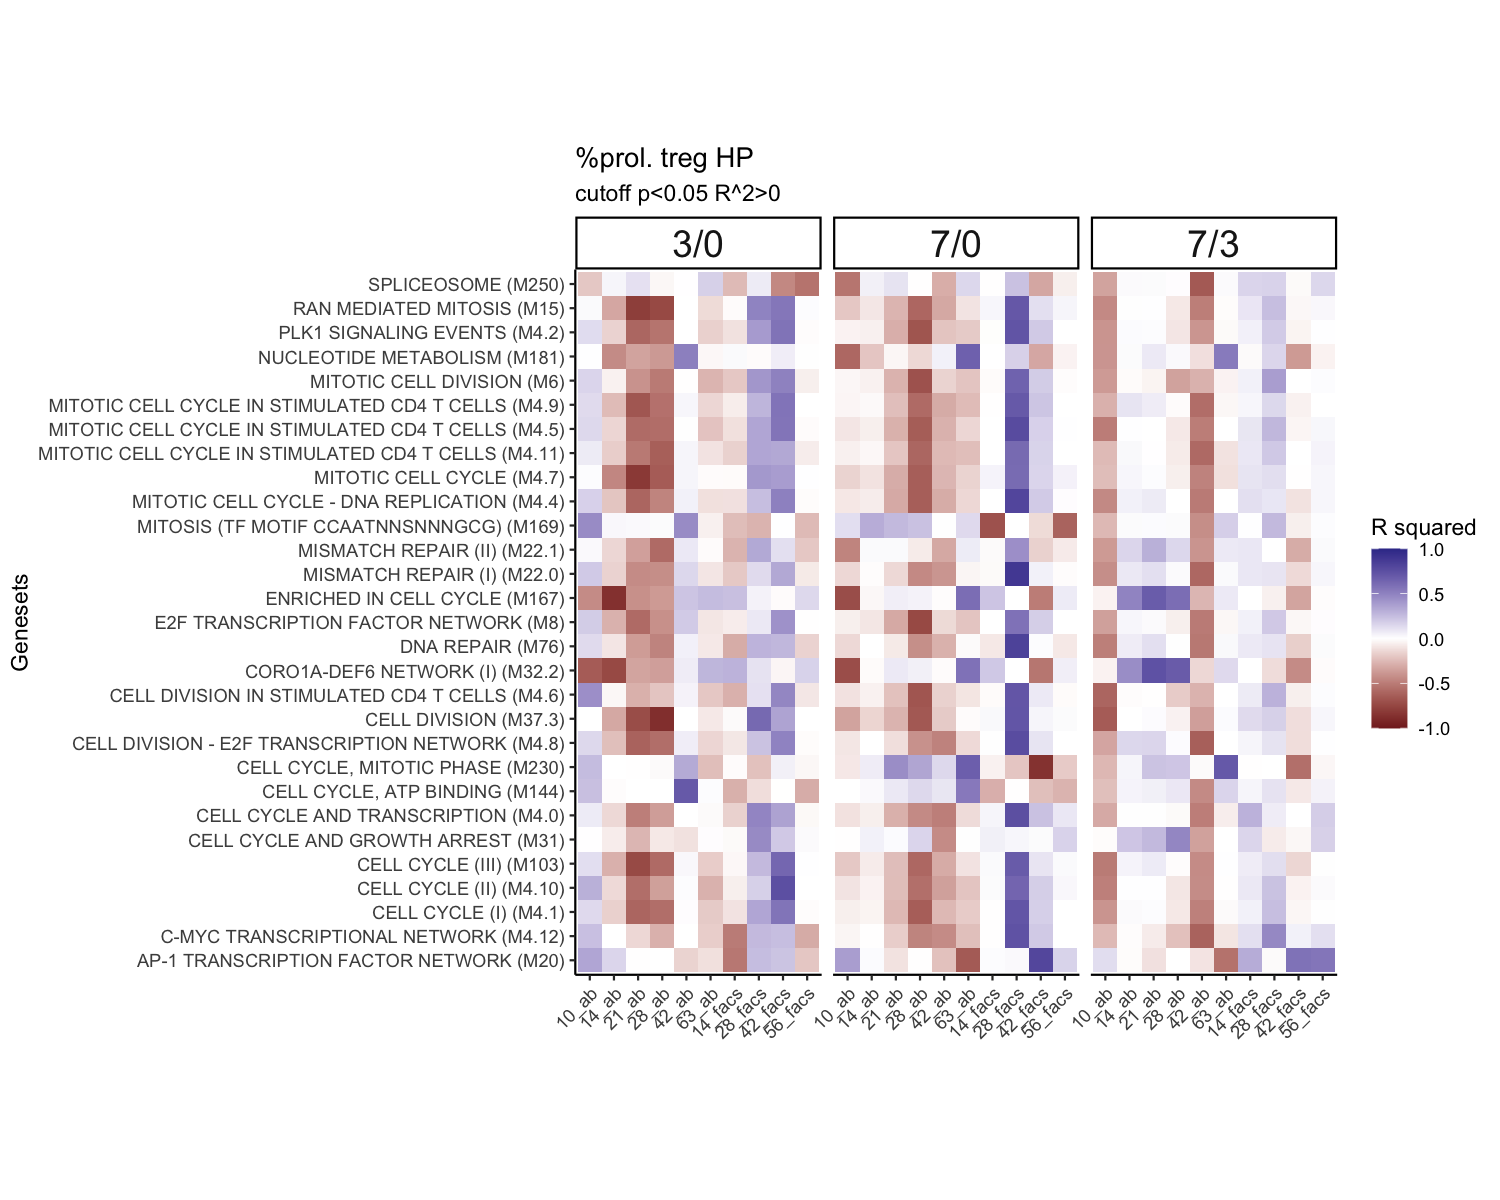 %prol. treg HP
cutoff p<0.05 R^2>0
3/0
7/0
7/3
Genesets
SPLICEOSOME (M250)
RAN MEDIATED MITOSIS (M15)
PLK1 SIGNALING EVENTS (M4.2)
NUCLEOTIDE METABOLISM (M181)
MITOTIC CELL DIVISION (M6)
MITOTIC CELL CYCLE IN STIMULATED CD4 T CELLS (M4.9)
MITOTIC CELL CYCLE IN STIMULATED CD4 T CELLS (M4.5)
MITOTIC CELL CYCLE IN STIMULATED CD4 T CELLS (M4.11)
MITOTIC CELL CYCLE (M4.7)
MITOTIC CELL CYCLE - DNA REPLICATION (M4.4)
MITOSIS (TF MOTIF CCAATNNSNNNGCG) (M169)
MISMATCH REPAIR (II) (M22.1)
MISMATCH REPAIR (I) (M22.0)
ENRICHED IN CELL CYCLE (M167)
E2F TRANSCRIPTION FACTOR NETWORK (M8)
DNA REPAIR (M76)
CORO1A-DEF6 NETWORK (I) (M32.2)
CELL DIVISION IN STIMULATED CD4 T CELLS (M4.6)
CELL DIVISION (M37.3)
CELL DIVISION - E2F TRANSCRIPTION NETWORK (M4.8)
CELL CYCLE, MITOTIC PHASE (M230)
CELL CYCLE, ATP BINDING (M144)
CELL CYCLE AND TRANSCRIPTION (M4.0)
CELL CYCLE AND GROWTH ARREST (M31)
CELL CYCLE (III) (M103)
CELL CYCLE (II) (M4.10)
CELL CYCLE (I) (M4.1)
C-MYC TRANSCRIPTIONAL NETWORK (M4.12)
AP-1 TRANSCRIPTION FACTOR NETWORK (M20)
10_ab
14_ab
21_ab
28_ab
42_ab
63_ab
14_facs
28_facs
42_facs
56_facs
10_ab
14_ab
21_ab
28_ab
42_ab
63_ab
14_facs
28_facs
42_facs
56_facs
10_ab
14_ab
21_ab
28_ab
42_ab
63_ab
14_facs
28_facs
42_facs
56_facs
R squared
1.0
0.5
0.0
-0.5
-1.0